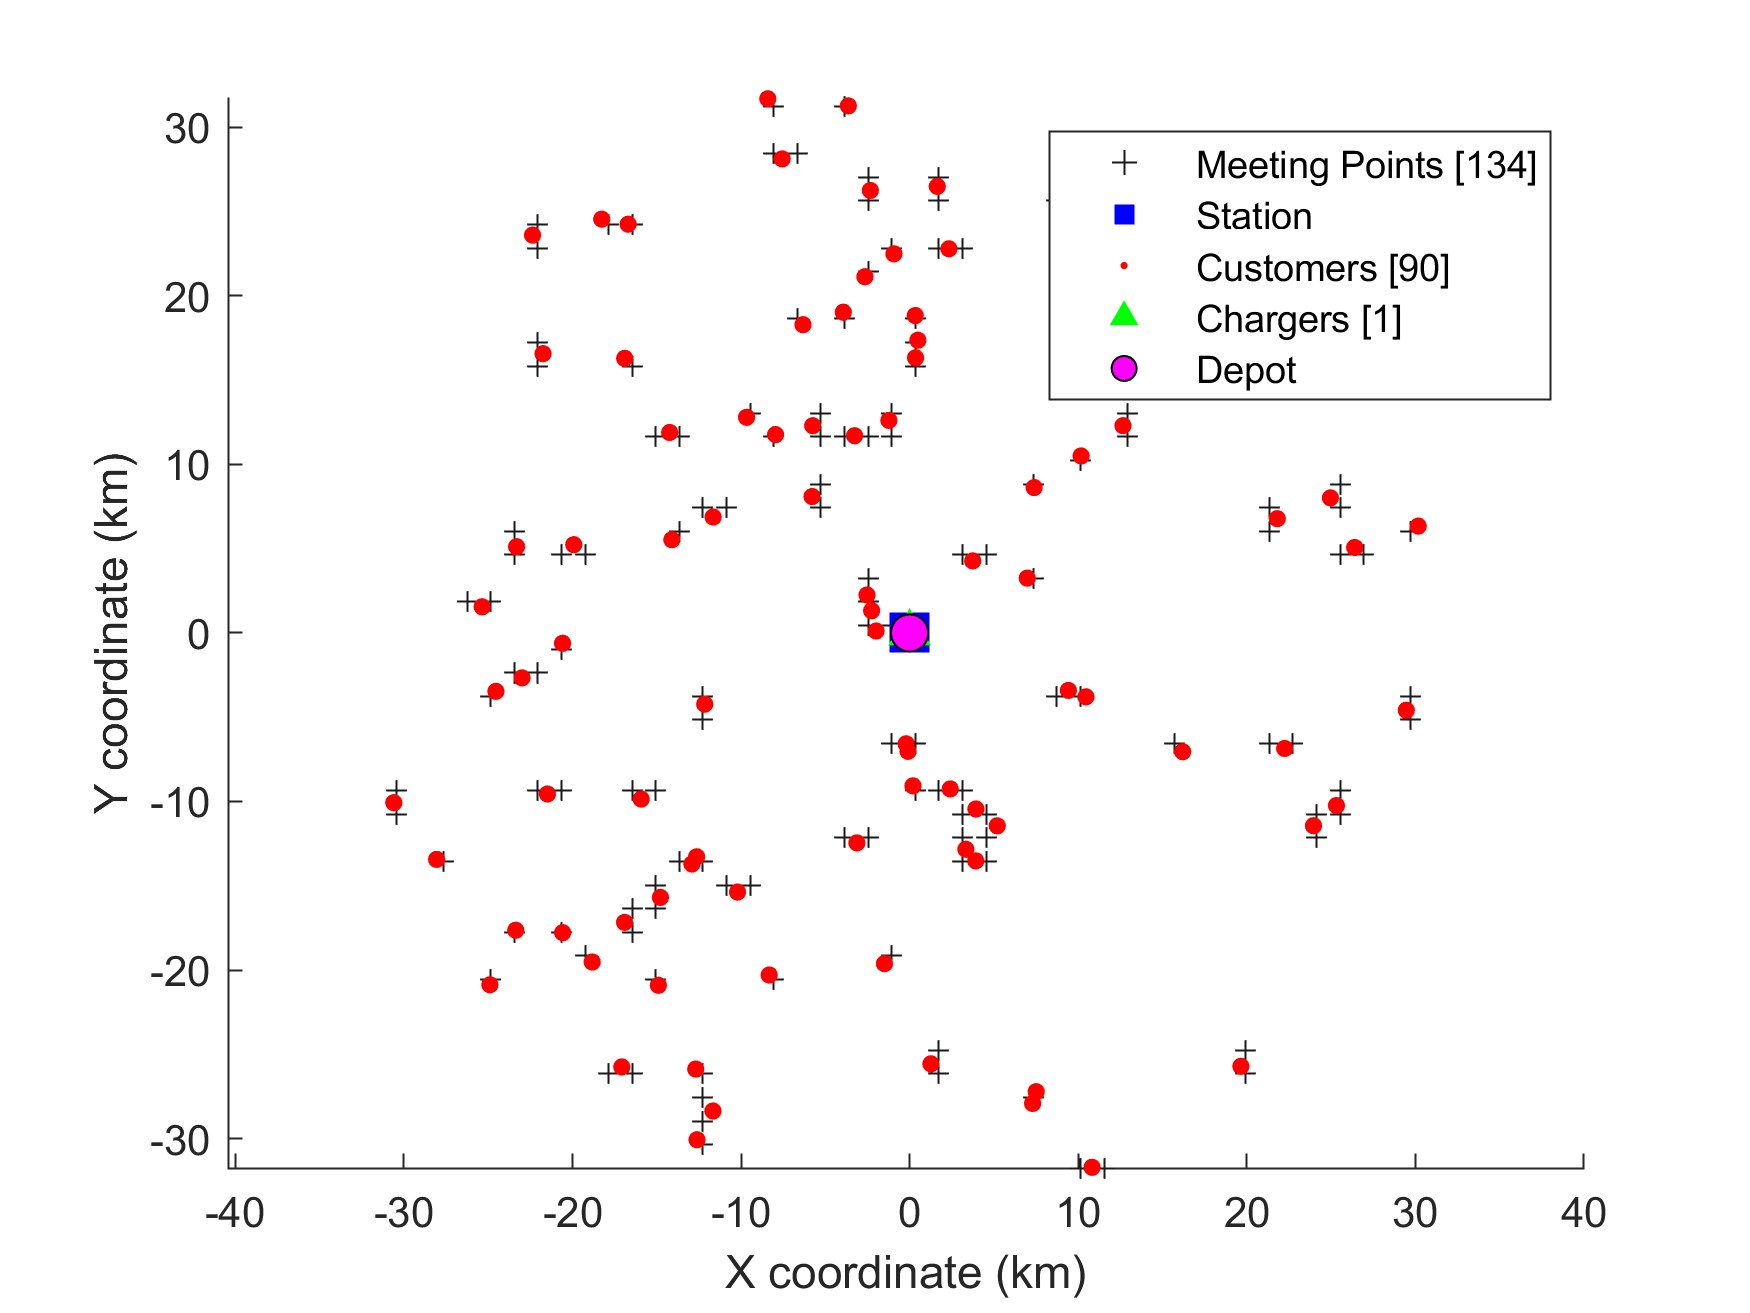 30
20
10
0
-10
-20
-30
Y coordinate (km)
Meeting Points [134]
Station
Customers [90]
Chargers [1]
Depot
-40 -30 -20 -10 0 10 20 30 40
X coordinate (km)